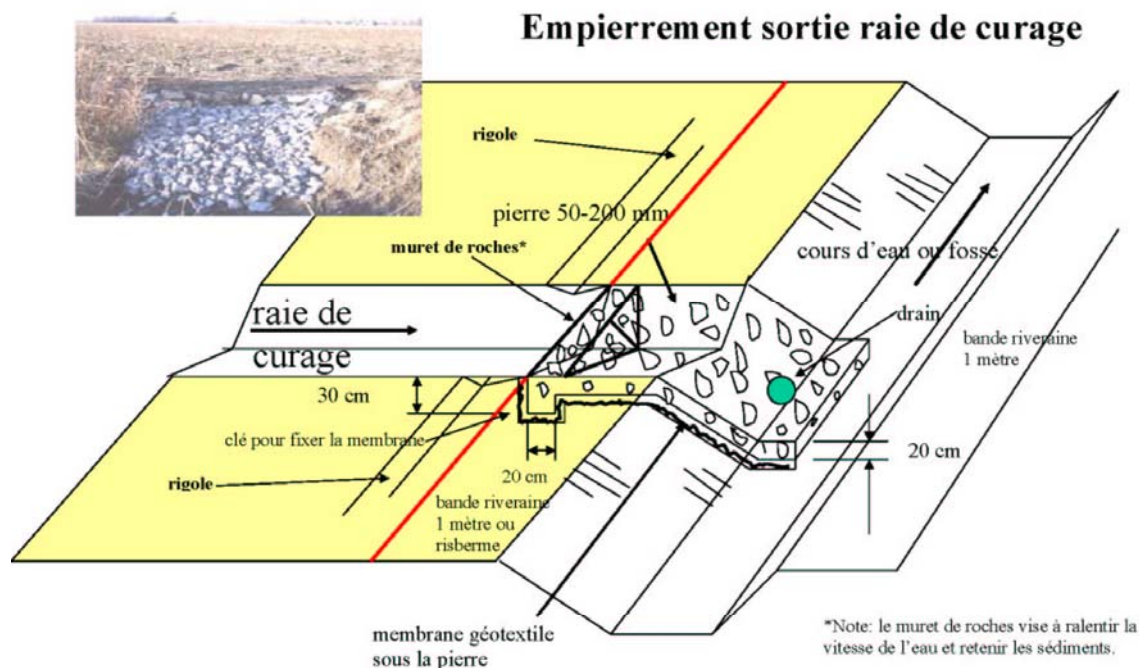 Empierrement sortie raie de curage
rigole
pierre 50-200 mm
muret de roches*
cours d'eau ou fossé
raie de
curage
drain
bande riveraine
1 mètre
30 cm
clé pour fixer la membrane
20 cm
20 cm
rigole
bande riveraine
1 mètre ou
risberme
membrane géotextile
sous la pierre
*Note: le muret de roches vise à ralentir la
vitesse de l'eau et retenir les sédiments.